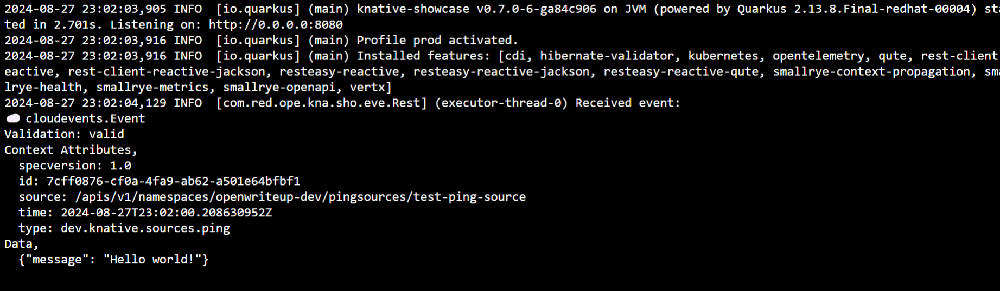 2024-08-27 23:02:03,905 INFO  [io.quarkus] (main) knative-showcase v0.7.0-6-ga84c906 on JVM (powered by Quarkus 2.13.8.Final-redhat-00004) sta
ted in 2.701s. Listening on: http://0.0.0.0:8080
2024-08-27 23:02:03,916 INFO  [io.quarkus] (main) Profile prod activated.
2024-08-27 23:02:03,916 INFO  [io.quarkus] (main) Installed features: [cdi, hibernate-validator, kubernetes, opentelemetry, qute, rest-client
eactive, rest-client-reactive-jackson, resteasy-reactive, resteasy-reactive-jackson, resteasy-reactive-qute, smallrye-context-propagation, sma
lrye-health, smallrye-metrics, smallrye-openapi, vertx]
2024-08-27 23:02:04,129 INFO  [com.red.ope.kna.sho.eve.Rest] (executor-thread-0) Received event:
☁️ cloudevents.Event
Validation: valid
Context Attributes,
  specversion: 1.0
  id: 7cff0876-cf0a-4fa9-ab62-a501e64bfbf1
  source: /apis/v1/namespaces/openwriteup-dev/pingsources/test-ping-source
  time: 2024-08-27T23:02:00.208630952Z
  type: dev.knative.sources.ping
Data,
  {"message": "Hello world!"}